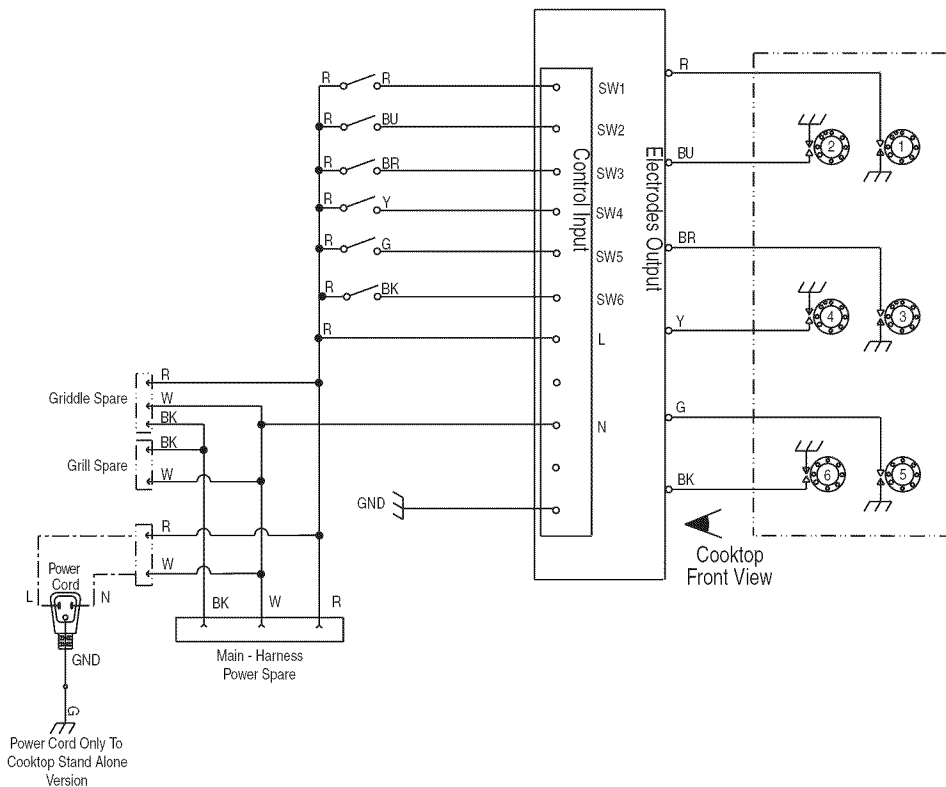 R
R
SW1
R
BU
SW2
R
BR
SW3
R
Y
SW4
R
G
SW5
R
BK
SW6
R
L
N
Control Input
Electrodes Output
R
BU
BR
Y
G
BK
2
1
4
3
6
5
Griddle Spare
R
W
BK
Grill Spare
BK
W
GND
R
W
Power
Cord
L
N
GND
G
BK
W
R
Main - Harness
Power Spare
Cooktop
Front View
Power Cord Only To
Cooktop Stand Alone
Version